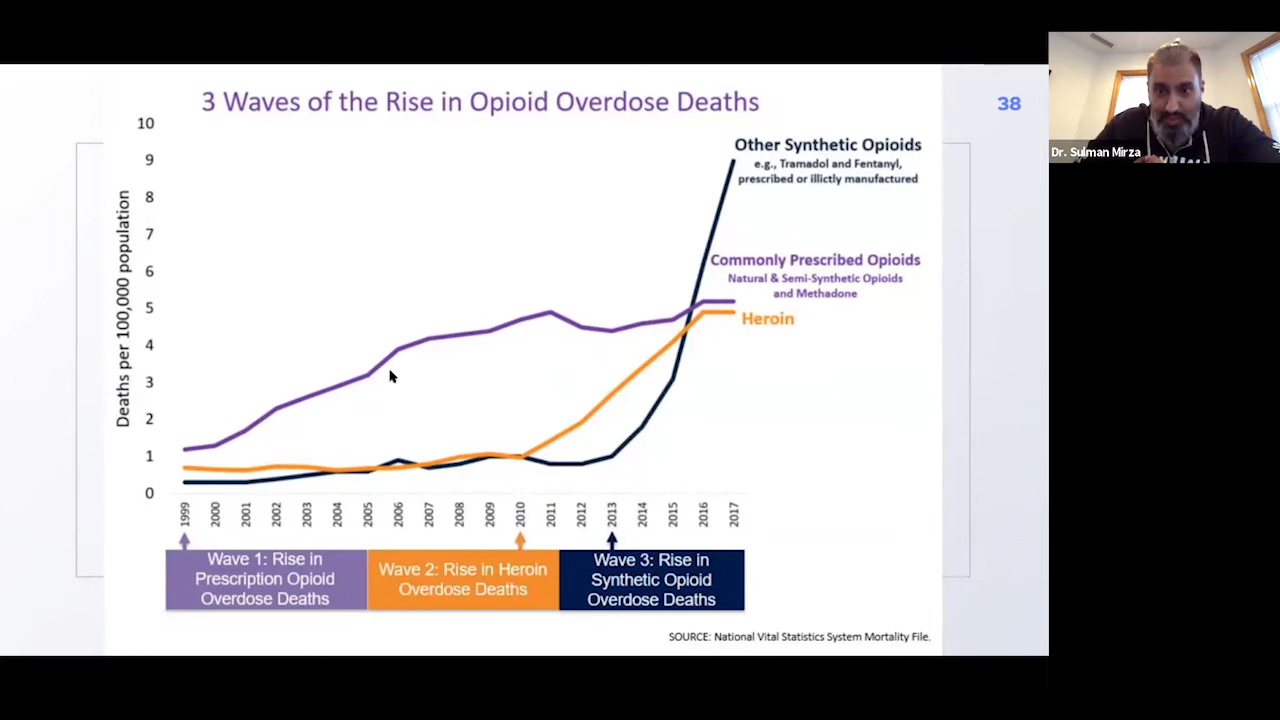 3 Waves of the Rise in Opioid Overdose Deaths
38
Dr. Sulman Mirza
Deaths per 100,000 population
10
9
8
7
6
5
4
3
2
1
0
Other Synthetic Opioids
e.g., Tramadol and Fentanyl,
prescribed or illictly manufactured
Commonly Prescribed Opioids
Natural & Semi-Synthetic Opioids
and Methadone
Heroin
1999
2000
2001
2002
2003
2004
2005
2006
2007
2008
2009
2010
2011
2012
2013
2014
2015
2016
2017
Wave 1: Rise in
Prescription Opioid
Overdose Deaths
Wave 2: Rise in Heroin
Overdose Deaths
Wave 3: Rise in
Synthetic Opioid
Overdose Deaths
SOURCE: National Vital Statistics System Mortality File.